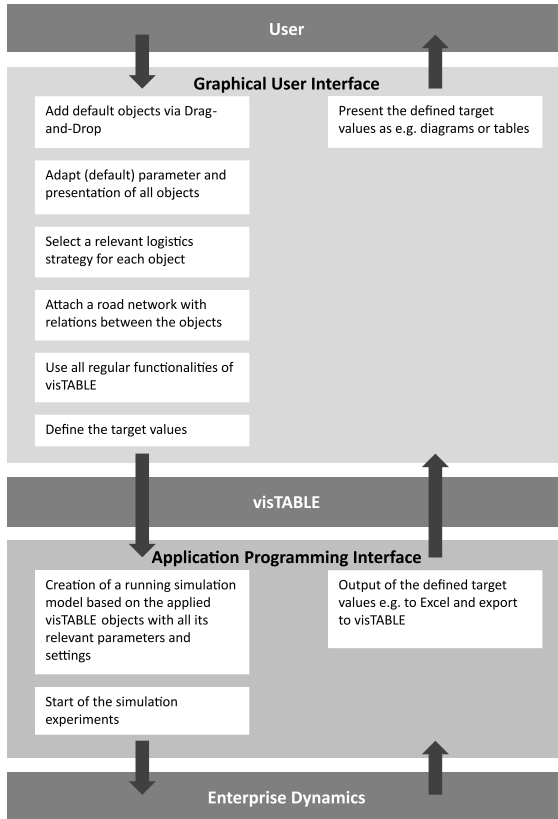 User
Graphical User Interface
Add default objects via Drag-
and-Drop
Adapt (default) parameter and
presentation of all objects
Select a relevant logistics
strategy for each object
Attach a road network with
relations between the objects
Use all regular functionalities of
visTABLE
Define the target values
Present the defined target
values as e.g. diagrams or tables
visTABLE
Application Programming Interface
Creation of a running simulation
model based on the applied
visTABLE objects with all its
relevant parameters and
settings
Start of the simulation
experiments
Output of the defined target
values e.g. to Excel and export
to visTABLE
Enterprise Dynamics